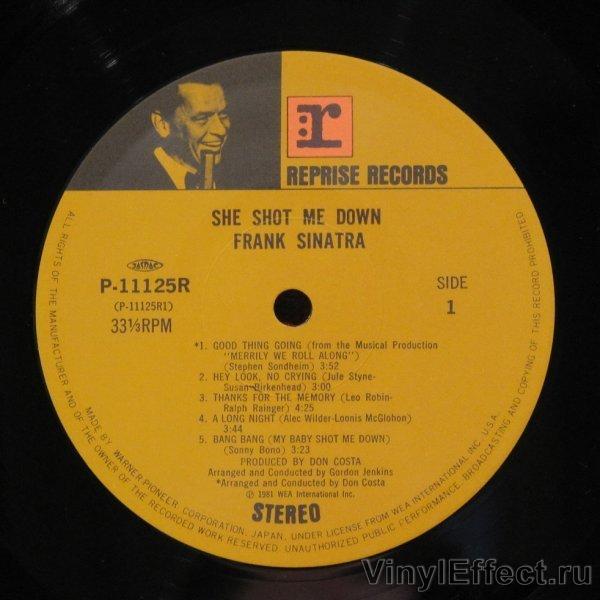 r
REPRISE RECORDS
SHE SHOT ME DOWN
FRANK SINATRA
JASRAC
P-11125R
(P-11125R1)
33⅓RPM
SIDE
1
*1. GOOD THING GOING (from the Musical Production
"MERRILY WE ROLL ALONG")
(Stephen Sondheim) 3:52
2. HEY LOOK, NO CRYING (Jule Styne-
Susan Birkenhead) 3:00
3. THANKS FOR THE MEMORY (Leo Robin-
Ralph Rainger) 4:25
4. A LONG NIGHT (Alec Wilder-Loonis McGlohon)
3:44
5. BANG BANG (MY BABY SHOT ME DOWN)
(Sonny Bono) 3:23
PRODUCED BY DON COSTA
Arranged and Conducted by Gordon Jenkins
*Arranged and Conducted by Don Costa
℗ 1981 WEA International Inc.
STEREO
MADE BY WARNER-PIONEER CORPORATION, JAPAN, UNDER LICENSE FROM WEA INTERNATIONAL INC. U.S.A.
ALL RIGHTS OF THE MANUFACTURER AND OF THE OWNER OF THE RECORDED WORK RESERVED. UNAUTHORIZED PUBLIC PERFORMANCE, BROADCASTING AND COPYING OF THIS RECORD PROHIBITED
VinylEffect.ru